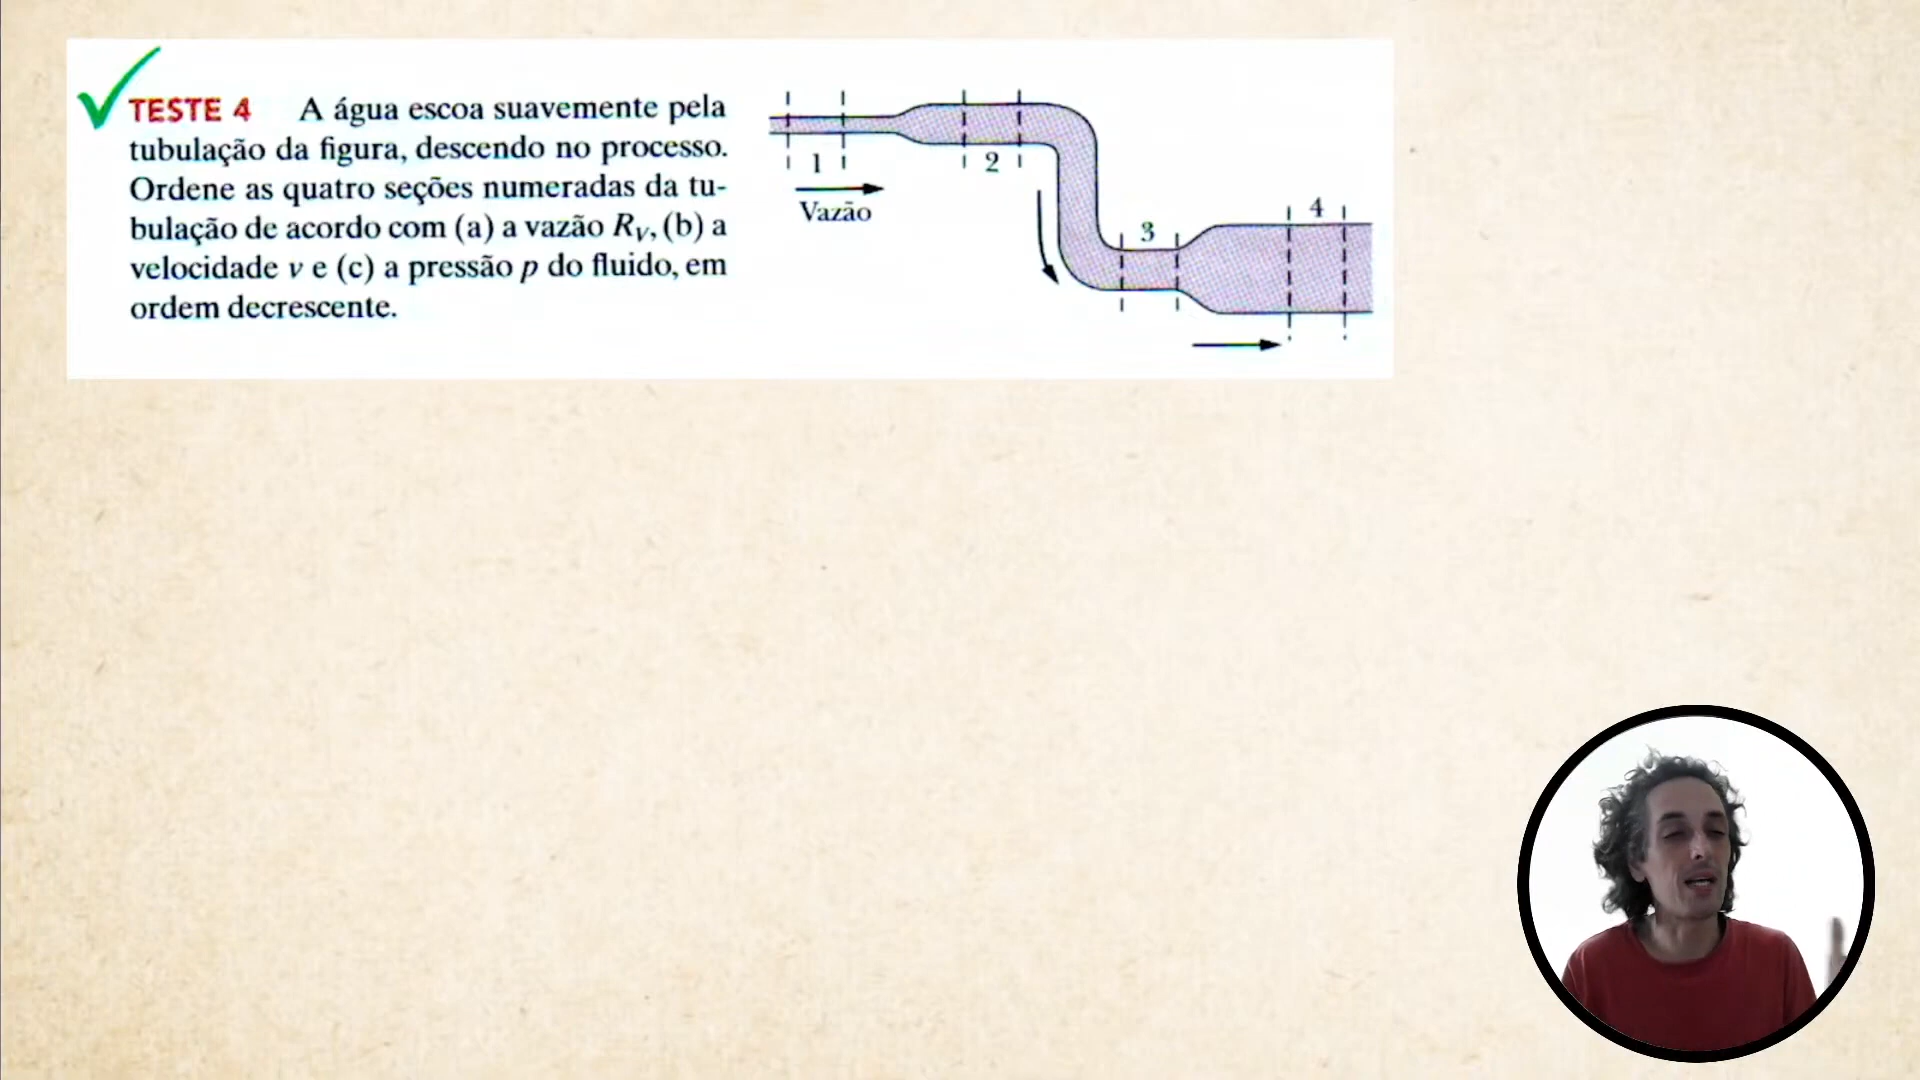 TESTE 4 A água escoa suavemente pela
tubulação da figura, descendo no processo.
Ordene as quatro seções numeradas da tu-
bulação de acordo com (a) a vazão R_V, (b) a
velocidade v e (c) a pressão p do fluido, em
ordem decrescente.
1
2
Vazão
3
4